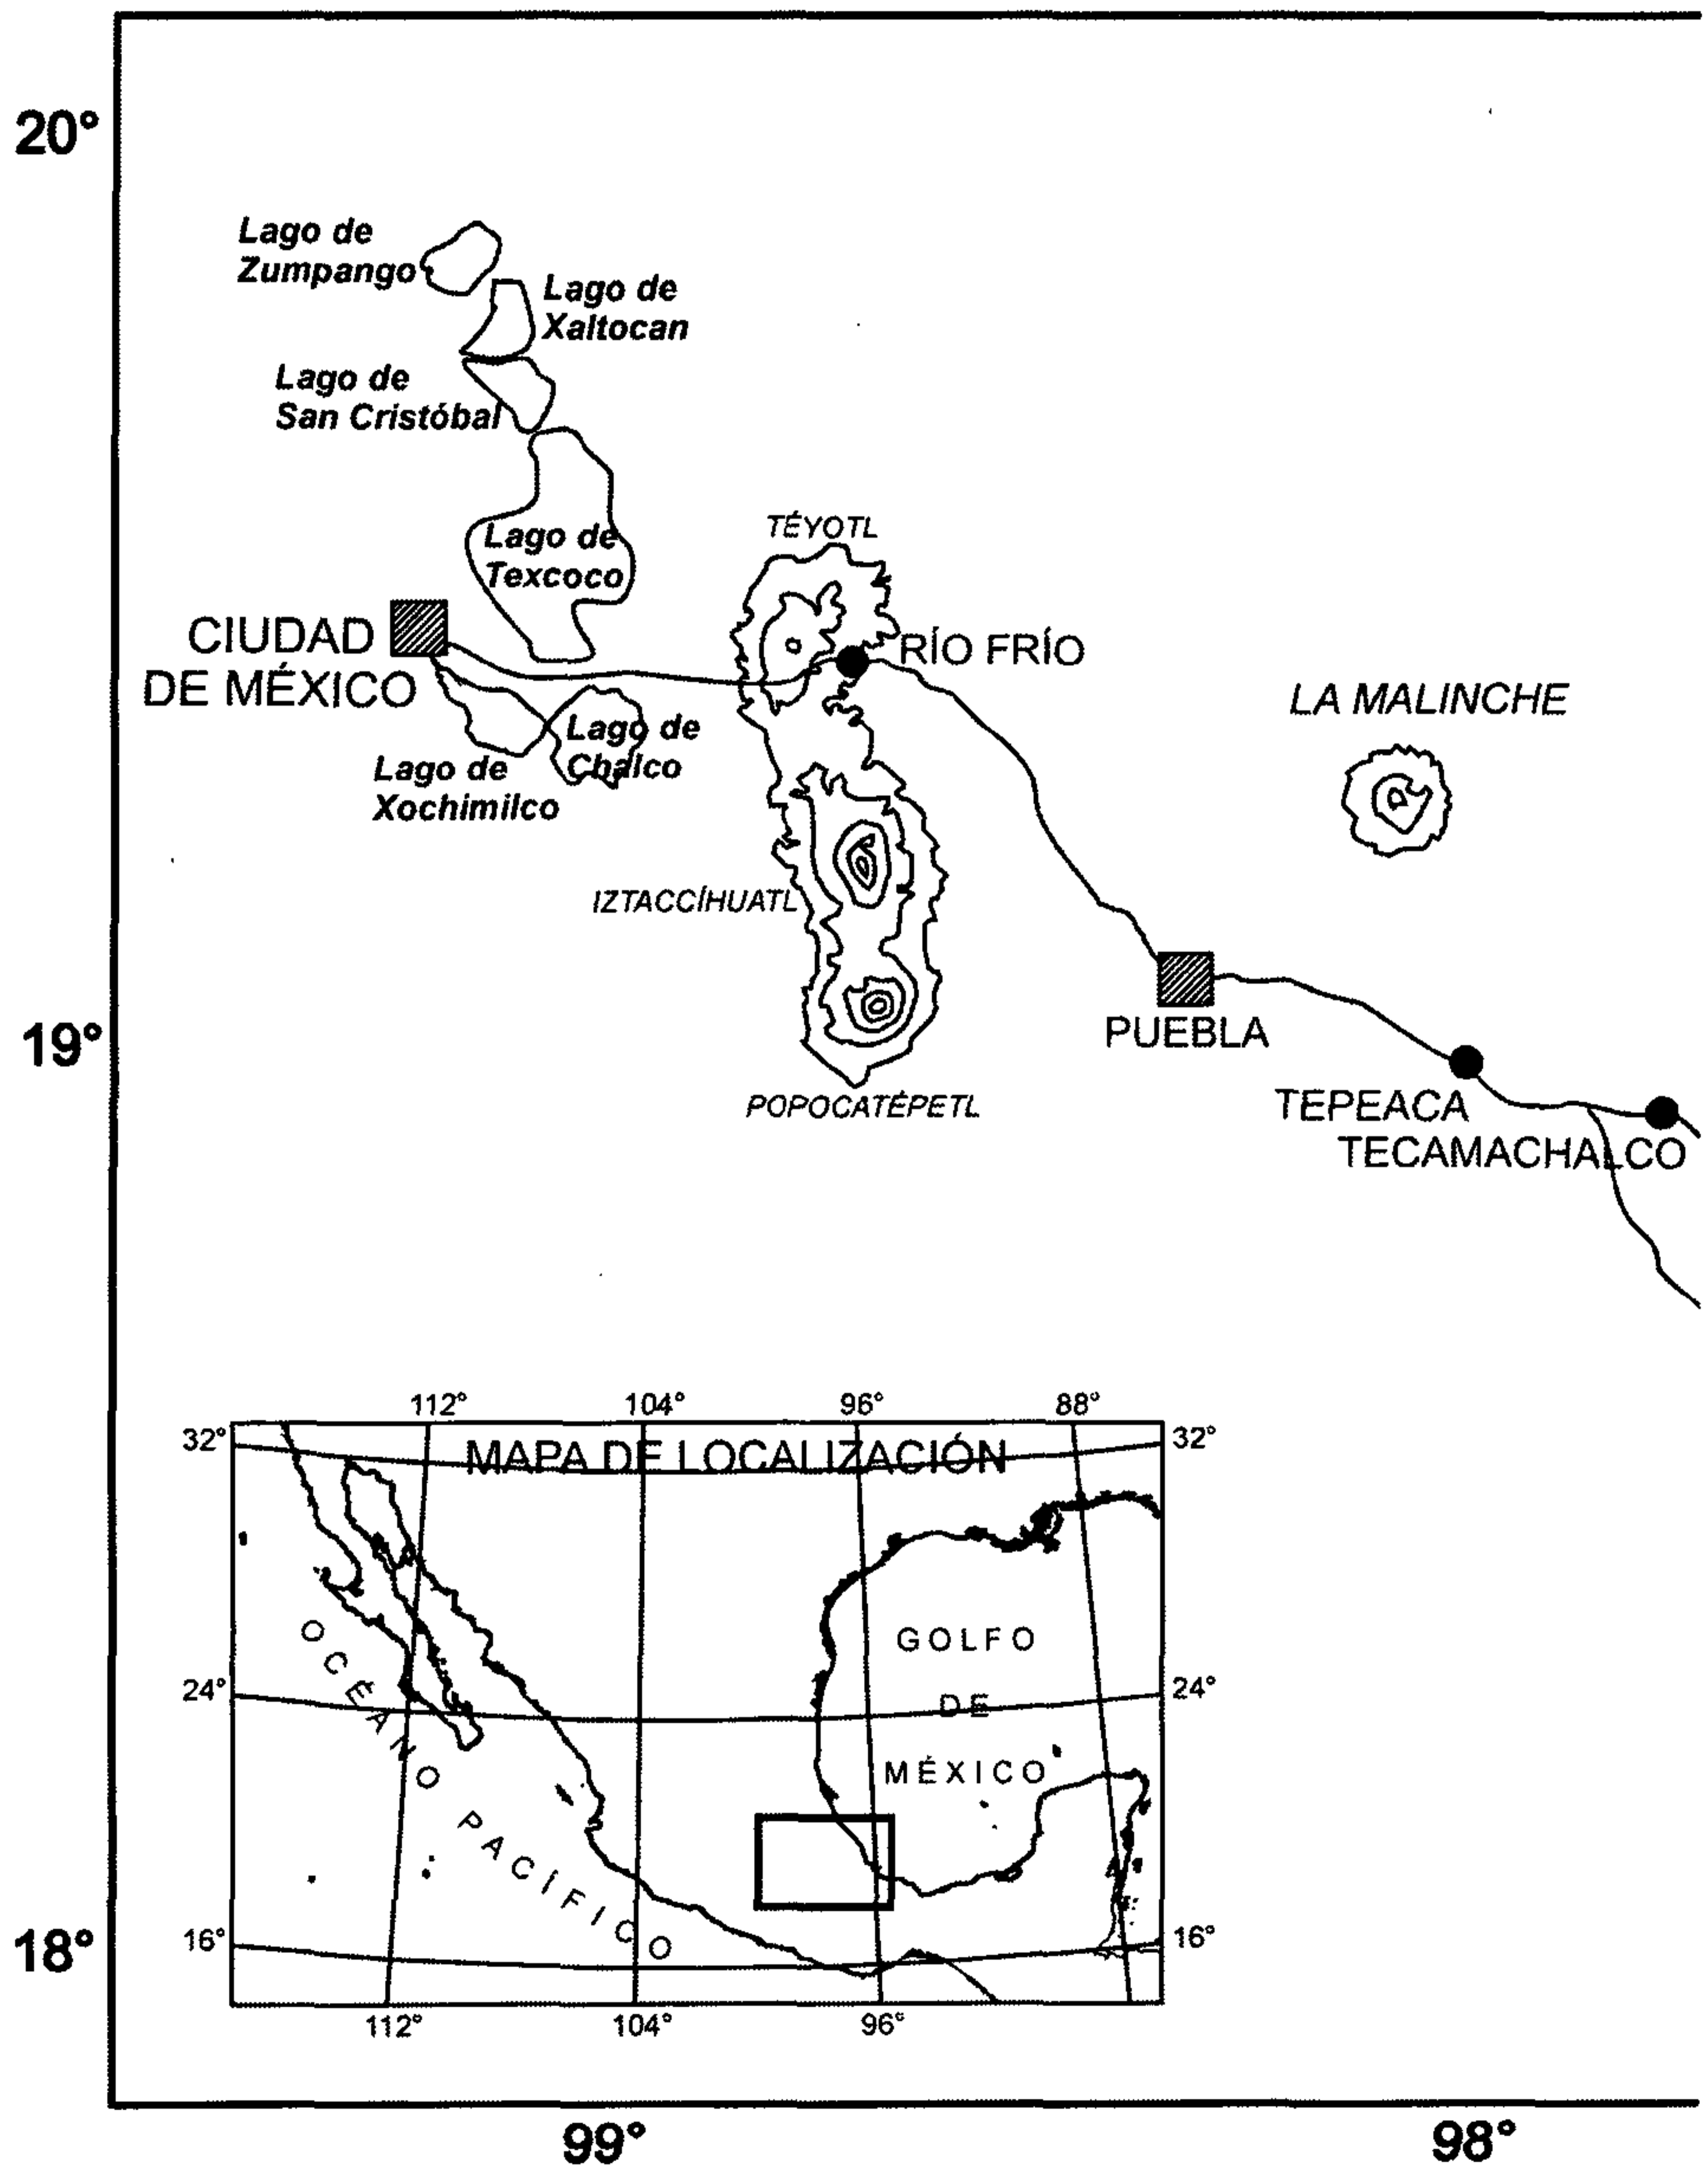 20°
Lago de
Zumpango
Lago de
Xaltocan
Lago de
San Cristóbal
Lago de
Texcoco
TÉYOTL
CIUDAD
DE MÉXICO
RÍO FRÍO
LA MALINCHE
Lago de
Chalco
Lago de
Xochimilco
IZTACCÍHUATL
19°
PUEBLA
POPOCATÉPETL
TEPEACA
TECAMACHALCO
112° 104° 96° 88°
32° 32°
MAPA DE LOCALIZACIÓN
GOLFO
DE
MÉXICO
24° 24°
OCÉANO PACÍFICO
16° 16°
18°
112° 104° 96°
99° 98°